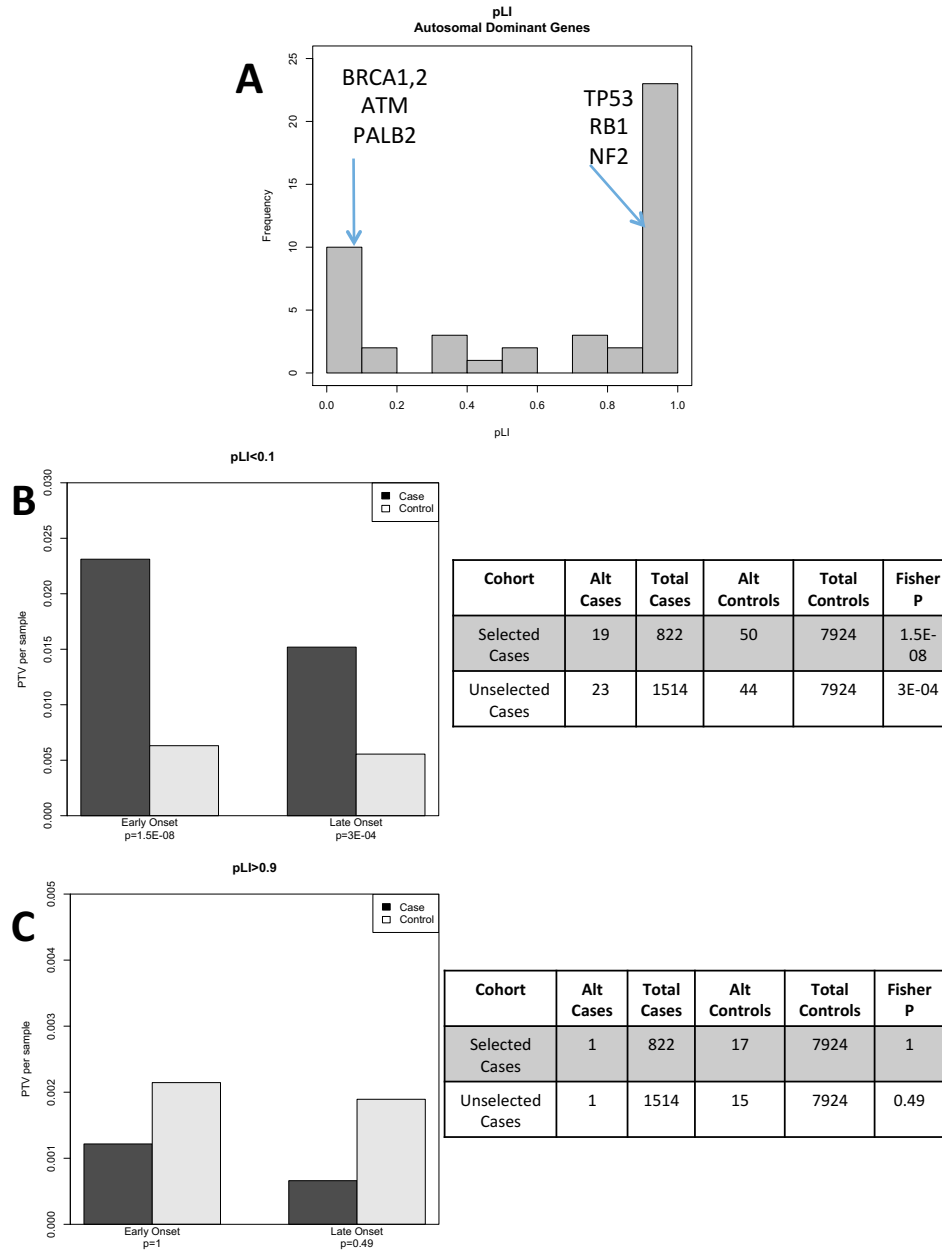 pLI
Autosomal Dominant Genes
A
BRCA1,2
ATM
PALB2
TP53
RB1
NF2
Frequency
0
5
10
15
20
25
0.0
0.2
0.4
0.6
0.8
1.0
pLI
pLI<0.1
B
Case
Control
PTV per sample
0.000
0.005
0.010
0.015
0.020
0.025
0.030
Early Onset
p=1.5E-08
Late Onset
p=3E-04
Cohort Alt Cases Total Cases Alt Controls Total Controls Fisher P
Selected Cases 19 822 50 7924 1.5E-08
Unselected Cases 23 1514 44 7924 3E-04
pLI>0.9
C
Case
Control
PTV per sample
0.000
0.001
0.002
0.003
0.004
0.005
Early Onset
p=1
Late Onset
p=0.49
Cohort Alt Cases Total Cases Alt Controls Total Controls Fisher P
Selected Cases 1 822 17 7924 1
Unselected Cases 1 1514 15 7924 0.49